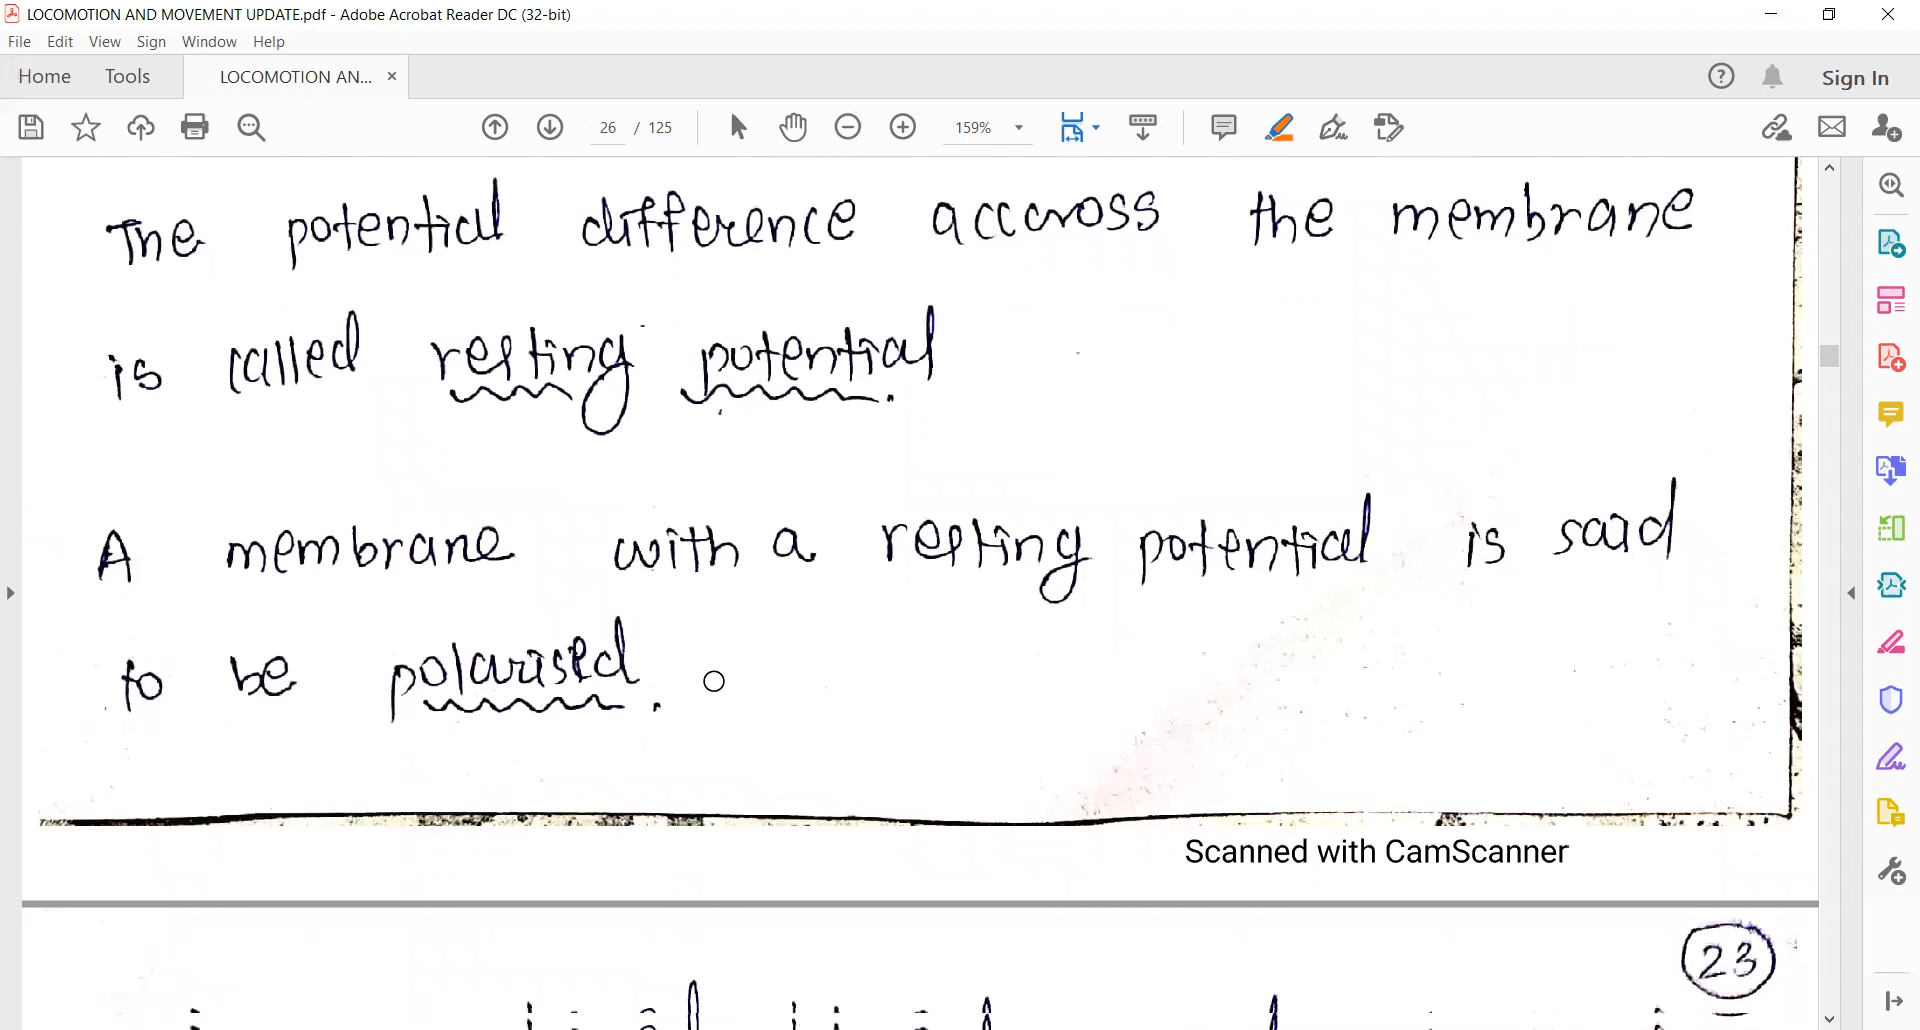 LOCOMOTION AND MOVEMENT UPDATE.pdf - Adobe Acrobat Reader DC (32-bit)
File Edit View Sign Window Help
Home Tools LOCOMOTION AN... × Sign In
26 / 125 159%
The potential difference accross the membrane
is called resting potential.
A membrane with a resting potential is said
to be polarised.
Scanned with CamScanner
23